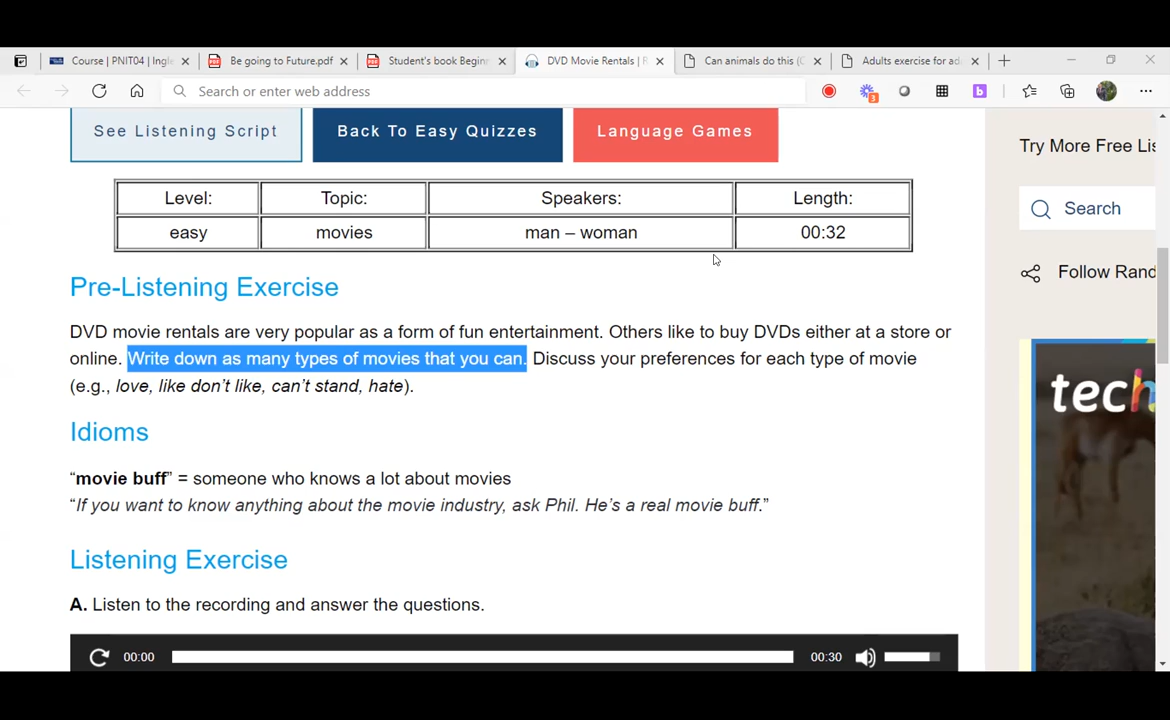 Course | PNIT04 | Ingle
Be going to Future.pdf
Student's book Beginn
DVD Movie Rentals | R
Can animals do this (C
Adults exercise for ad
Search or enter web address
3
b
See Listening Script
Back To Easy Quizzes
Language Games
Try More Free Lis
Level:
Topic:
Speakers:
Length:
easy
movies
man – woman
00:32
Search
Pre-Listening Exercise
Follow Rand
DVD movie rentals are very popular as a form of fun entertainment. Others like to buy DVDs either at a store or
online. Write down as many types of movies that you can. Discuss your preferences for each type of movie
(e.g., love, like don't like, can't stand, hate).
tech
Idioms
“movie buff” = someone who knows a lot about movies
“If you want to know anything about the movie industry, ask Phil. He's a real movie buff.”
Listening Exercise
A. Listen to the recording and answer the questions.
00:00
00:30